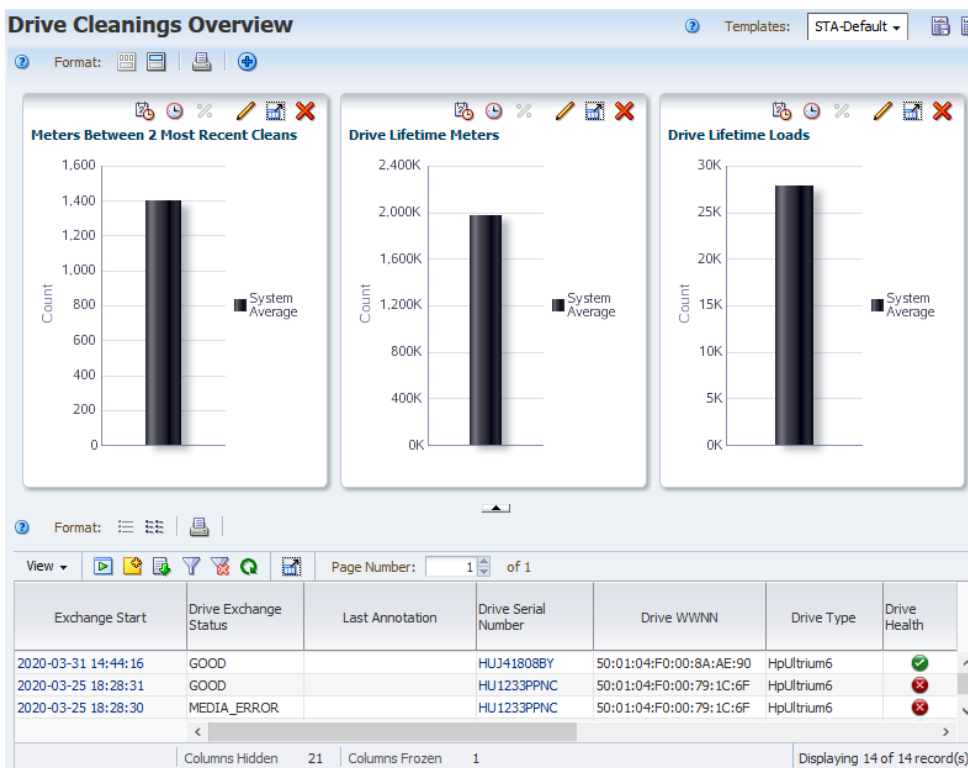 Drive Cleanings Overview
Templates: STA-Default
Format:
Meters Between 2 Most Recent Cleans
1,600
1,400
1,200
1,000
800
600
400
200
0
Count
System
Average
Drive Lifetime Meters
2,400K
2,000K
1,600K
1,200K
800K
400K
0K
Count
System
Average
Drive Lifetime Loads
30K
25K
20K
15K
10K
5K
0K
Count
System
Average
Format:
View Page Number: 1 of 1
Exchange Start Drive Exchange Status Last Annotation Drive Serial Number Drive WWNN Drive Type Drive Health
2020-03-31 14:44:16 GOOD HUJ41808BY 50:01:04:F0:00:8A:AE:90 HpUltrium6
2020-03-25 18:28:31 GOOD HU1233PPNC 50:01:04:F0:00:79:1C:6F HpUltrium6
2020-03-25 18:28:30 MEDIA_ERROR HU1233PPNC 50:01:04:F0:00:79:1C:6F HpUltrium6
Columns Hidden 21 Columns Frozen 1 Displaying 14 of 14 record(s)